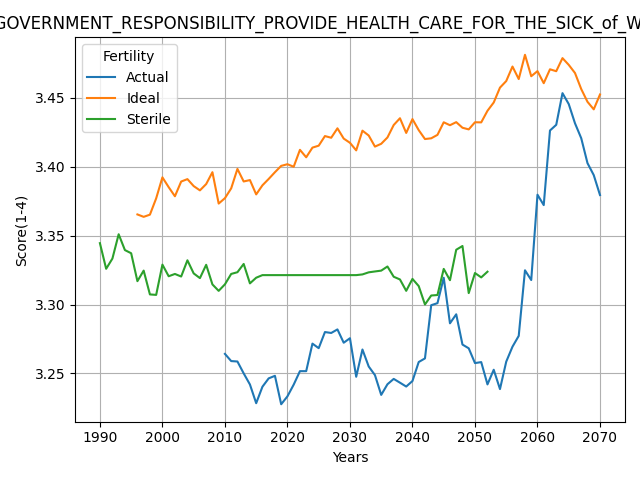 GOVERNMENT_RESPONSIBILITY_PROVIDE_HEALTH_CARE_FOR_THE_SICK_of_W
Fertility
Actual
Ideal
Sterile
Score(1-4)
3.45
3.40
3.35
3.30
3.25
1990 2000 2010 2020 2030 2040 2050 2060 2070
Years